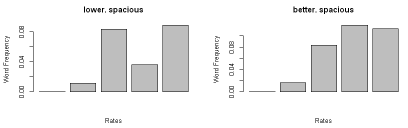 lower. spacious
Word Frequency
0.00 0.04 0.08
Rates
better. spacious
Word Frequency
0.00 0.04 0.08
Rates